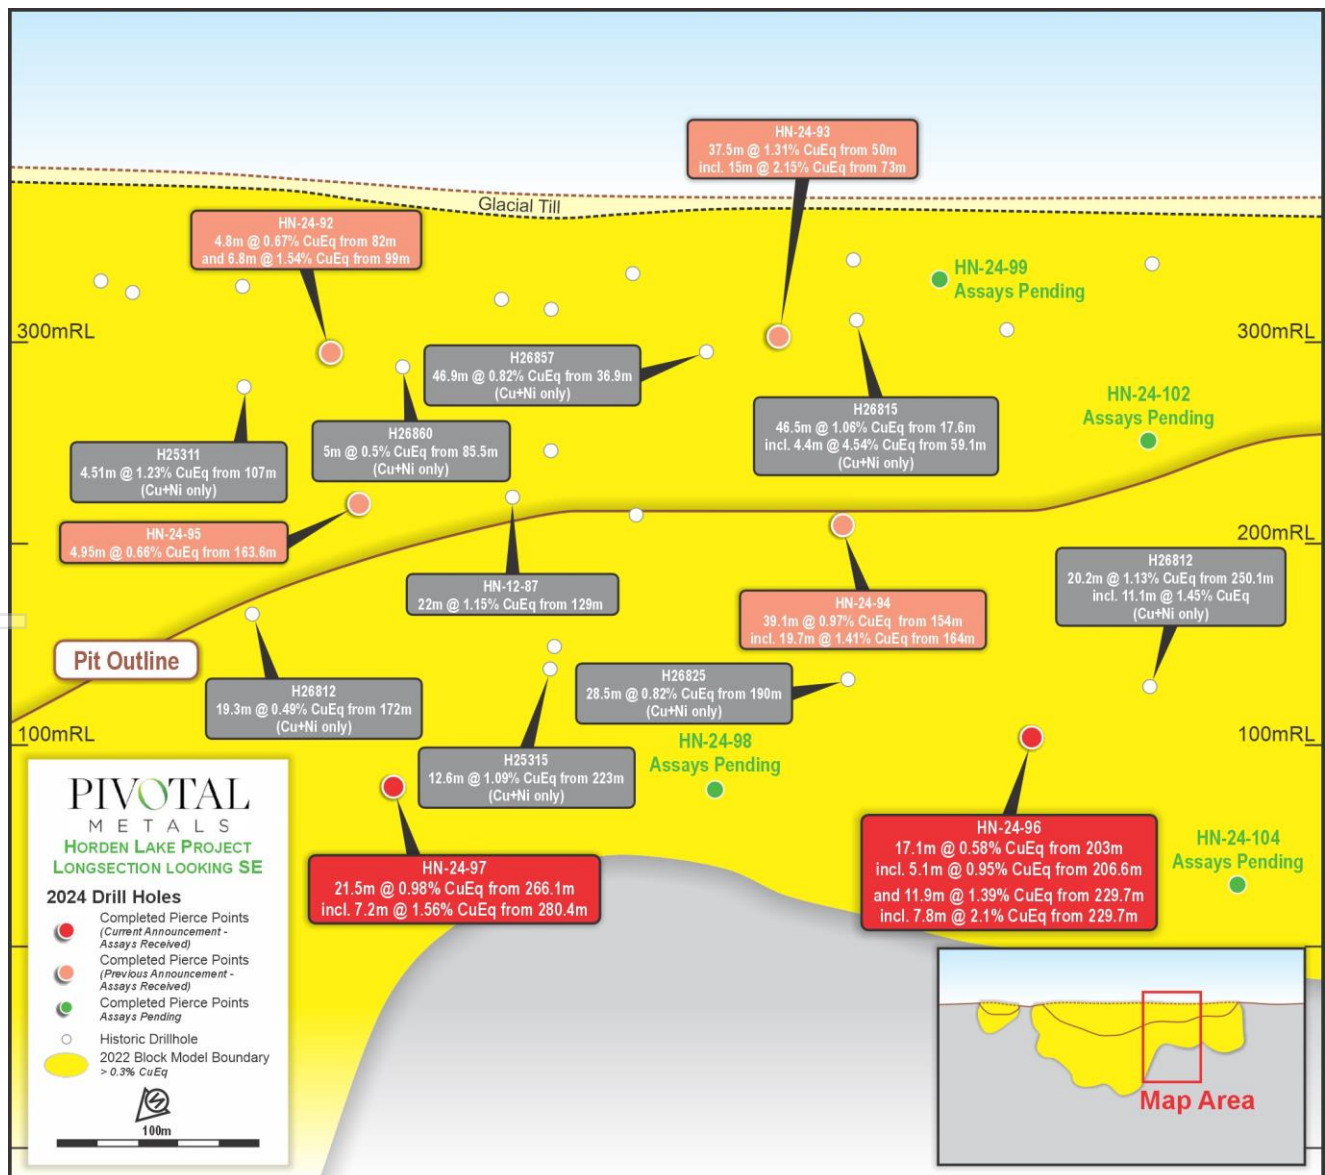 HN-24-93
37.5m @ 1.31% CuEq from 50m
incl. 15m @ 2.15% CuEq from 73m
Glacial Till
HN-24-92
4.8m @ 0.67% CuEq from 82m
and 6.8m @ 1.54% CuEq from 99m
HN-24-99
Assays Pending
300mRL
300mRL
H26857
46.9m @ 0.82% CuEq from 36.9m
(Cu+Ni only)
HN-24-102
Assays Pending
H26815
46.5m @ 1.06% CuEq from 17.6m
incl. 4.4m @ 4.54% CuEq from 59.1m
(Cu+Ni only)
H26860
5m @ 0.5% CuEq from 85.5m
(Cu+Ni only)
H25311
4.51m @ 1.23% CuEq from 107m
(Cu+Ni only)
HN-24-95
4.95m @ 0.66% CuEq from 163.6m
200mRL
H26812
20.2m @ 1.13% CuEq from 250.1m
incl. 11.1m @ 1.45% CuEq
(Cu+Ni only)
HN-12-87
22m @ 1.15% CuEq from 129m
HN-24-94
39.1m @ 0.97% CuEq from 154m
incl. 19.7m @ 1.41% CuEq from 164m
Pit Outline
H26812
19.3m @ 0.49% CuEq from 172m
(Cu+Ni only)
H26825
28.5m @ 0.82% CuEq from 190m
(Cu+Ni only)
100mRL
100mRL
HN-24-98
Assays Pending
H25315
12.6m @ 1.09% CuEq from 223m
(Cu+Ni only)
HN-24-96
17.1m @ 0.58% CuEq from 203m
incl. 5.1m @ 0.95% CuEq from 206.6m
and 11.9m @ 1.39% CuEq from 229.7m
incl. 7.8m @ 2.1% CuEq from 229.7m
HN-24-104
Assays Pending
HN-24-97
21.5m @ 0.98% CuEq from 266.1m
incl. 7.2m @ 1.56% CuEq from 280.4m
PIVOTAL
METALS
HORDEN LAKE PROJECT
LONGSECTION LOOKING SE
2024 Drill Holes
Completed Pierce Points
(Current Announcement -
Assays Received)
Completed Pierce Points
(Previous Announcement -
Assays Received)
Completed Pierce Points
Assays Pending
Historic Drillhole
2022 Block Model Boundary
> 0.3% CuEq
100m
Map Area